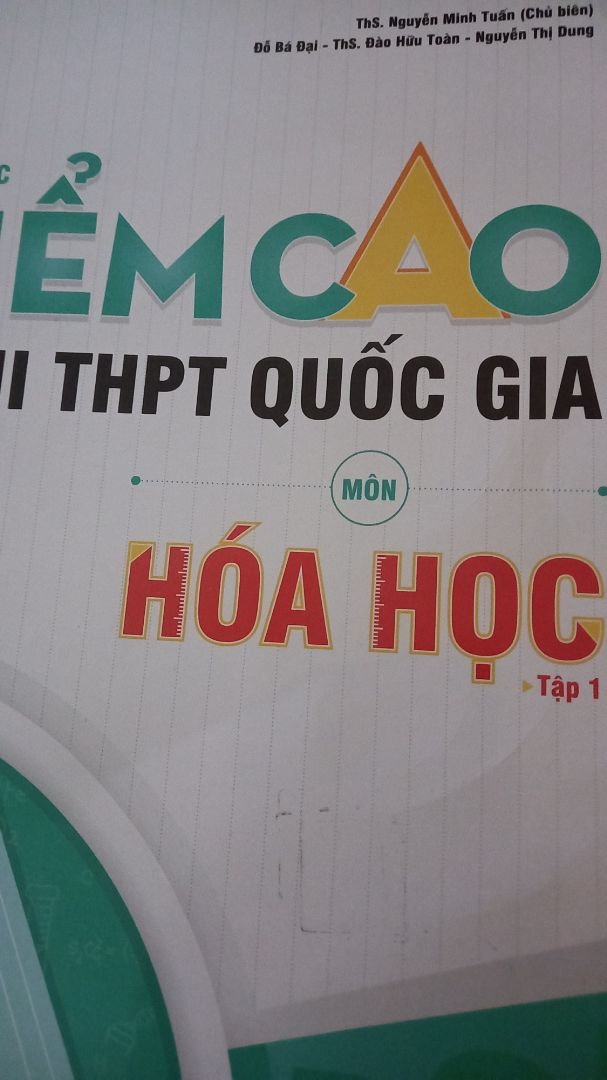 ThS. Nguyễn Minh Tuấn (Chủ biên)
Đỗ Bá Đại - ThS. Đào Hữu Toàn - Nguyễn Thị Dung
CAO
THPT QUỐC GIA
MÔN
HÓA HỌC
Tập 1